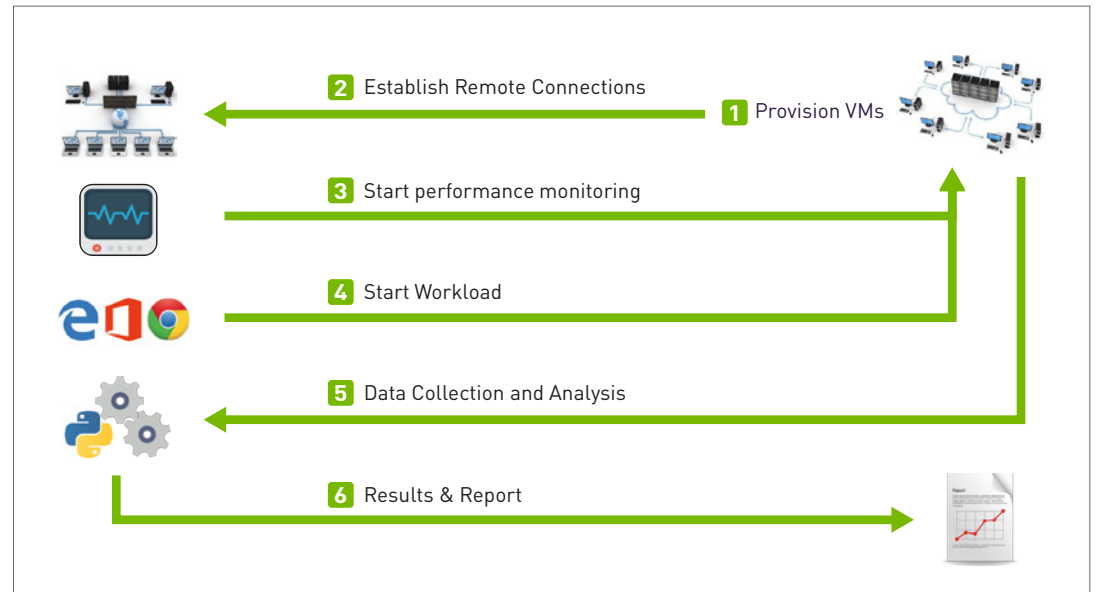 2 Establish Remote Connections
1 Provision VMs
3 Start performance monitoring
4 Start Workload
5 Data Collection and Analysis
6 Results & Report
Report